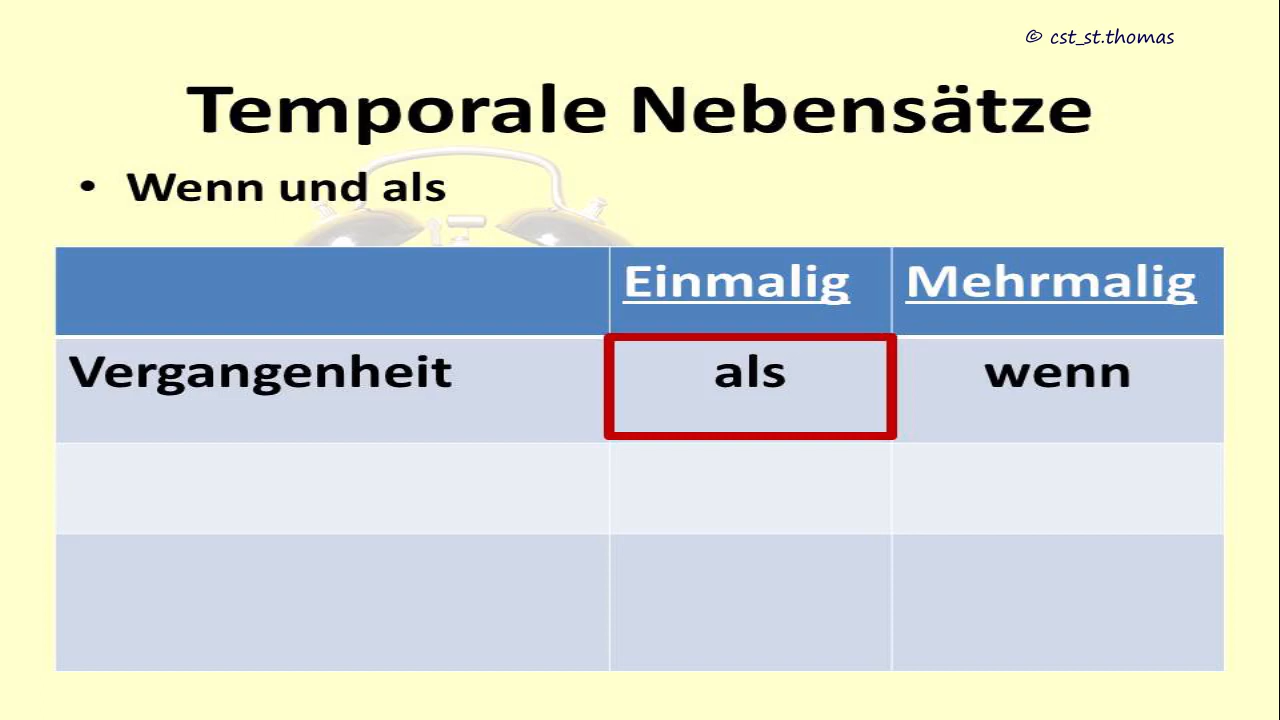 © cst_st.thomas
Temporale Nebensätze
• Wenn und als
Einmalig Mehrmalig
Vergangenheit als wenn